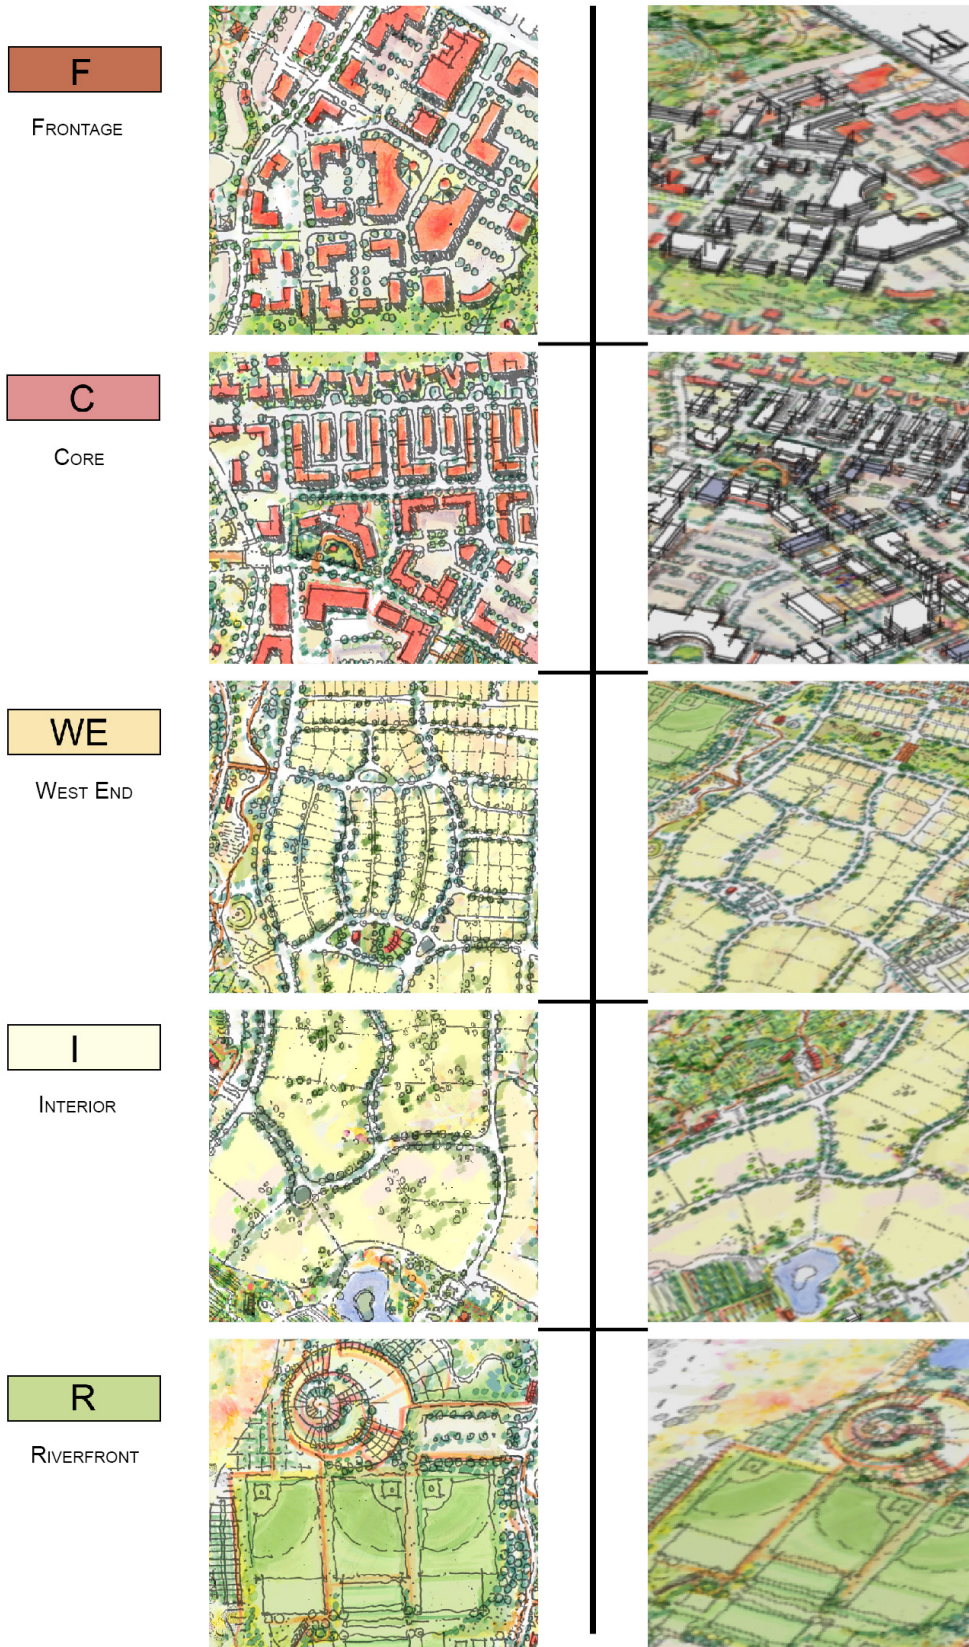 F
Frontage
C
Core
WE
West End
I
Interior
R
Riverfront